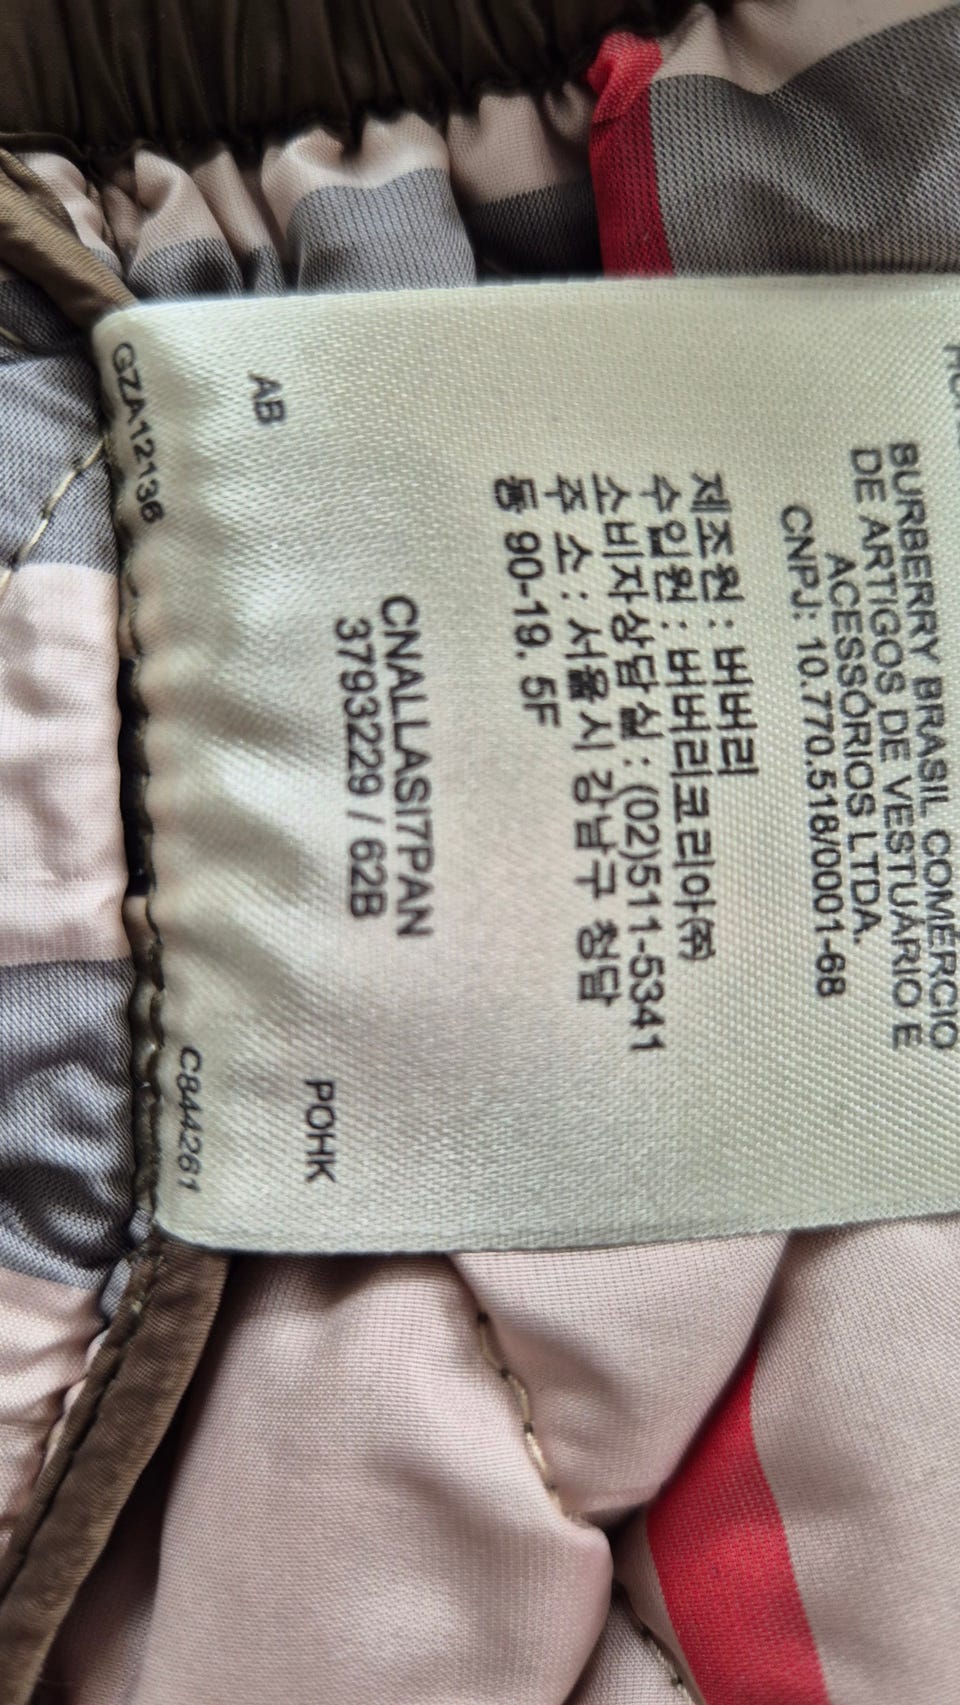 BURBERRY BRASIL COMÉRCIO
DE ARTIGOS DE VESTUÁRIO E
ACESSÓRIOS LTDA.
CNPJ: 10.770.518/0001-68
제조원 : 버버리
수입원 : 버버리코리아㈜
소비자상담실 : (02)511-5341
주 소 : 서울시 강남구 청담
동 90-19. 5F
CNALLLASI7PAN
3793229 / 62B
AB
POHK
GZA12136
C844261